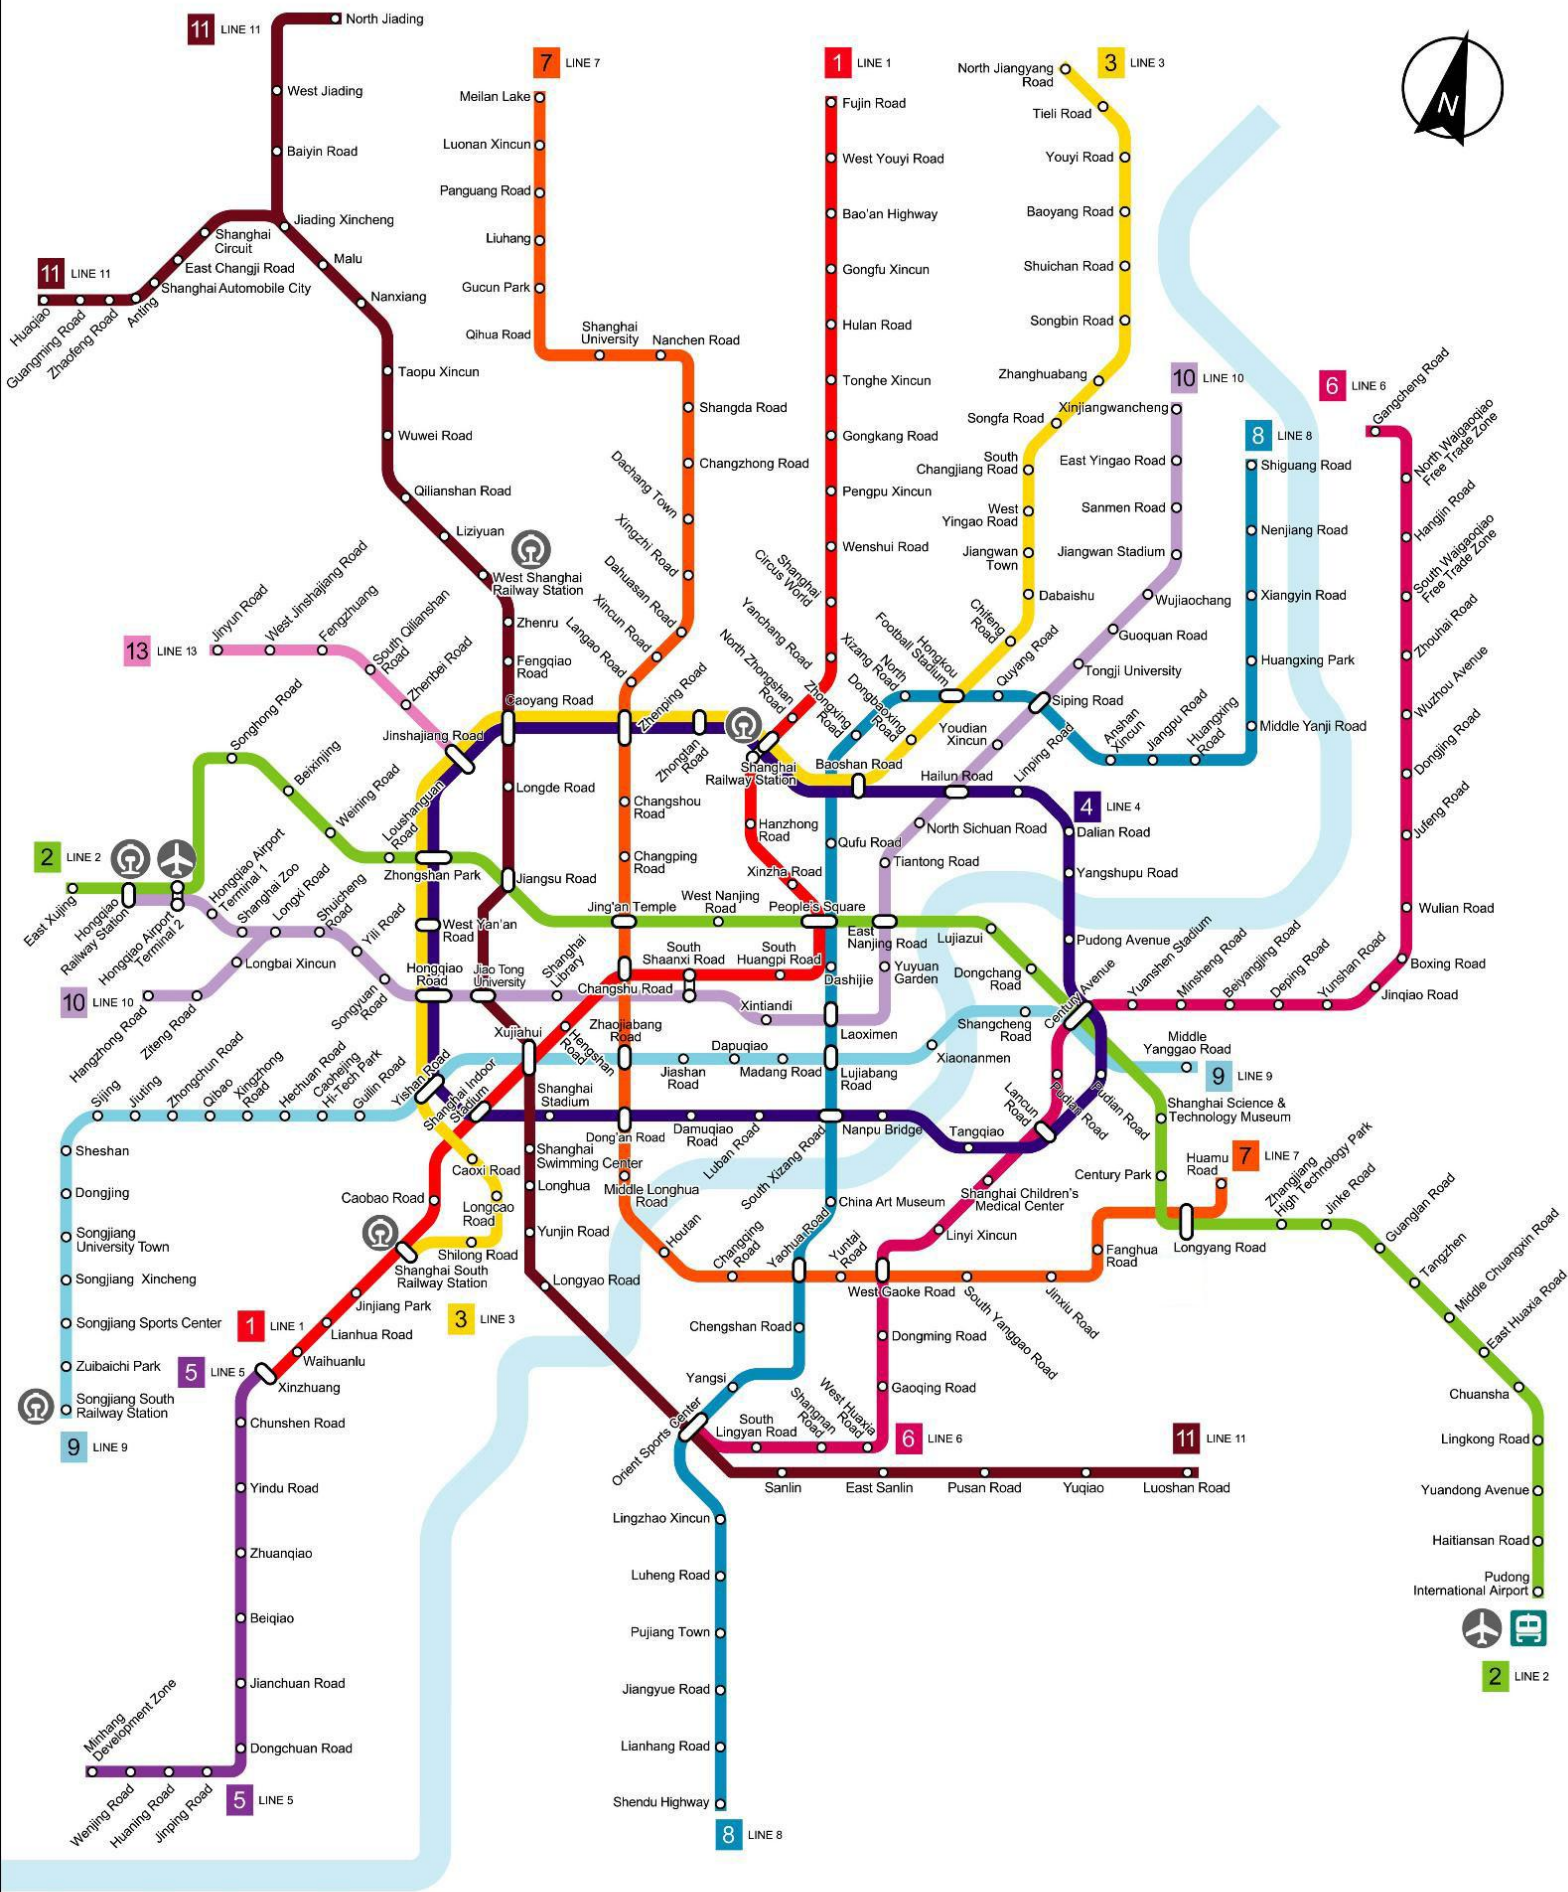 11 LINE 11
North Jiading
West Jiading
Baiyin Road
Jiading Xincheng
Shanghai
Circuit
East Changji Road
Shanghai Automobile City
Anting
Zhaofeng Road
Guangming Road
Huaqiao
11 LINE 11
Malu
Nanxiang
Taopu Xincun
Wuwei Road
Qilianshan Road
Liziyuan
West Shanghai
Railway Station
Zhenru
Fengqiao
Road
Caoyang Road
Longde Road
Jiangsu Road
Jiao Tong
University
Xujiahui
Shanghai
Stadium
Shanghai
Swimming Center
Longhua
Yunjin Road
Longyao Road
Orient Sports Center
Sanlin
East Sanlin
Pusan Road
Yuqiao
Luoshan Road
11 LINE 11
7 LINE 7
Meilan Lake
Luonan Xincun
Panguang Road
Liuhang
Gucun Park
Qihua Road
Shanghai
University
Nanchen Road
Shangda Road
Changzhong Road
Dachang Town
Xingzhi Road
Dahuasan Road
Xincun Road
Langao Road
Zhenping Road
Changshou
Road
Changping
Road
Jing'an Temple
Changshu Road
Zhaojiabang
Road
Dong'an Road
Middle Longhua
Road
Houtan
Changqing
Road
Yaohua Road
Yuntai
Road
West Gaoke Road
South Yanggao Road
Jinxiu Road
Fanghua
Road
Longyang Road
Huamu
Road
7 LINE 7
1 LINE 1
Fujin Road
West Youyi Road
Bao'an Highway
Gongfu Xincun
Hulan Road
Tonghe Xincun
Gongkang Road
Pengpu Xincun
Wenshui Road
Shanghai
Circus World
Yanchang Road
North Zhongshan
Road
Shanghai
Railway Station
Hanzhong
Road
Xinzha Road
People's Square
South
Huangpi Road
South
Shaanxi Road
Hengshan
Road
Shanghai Indoor
Stadium
Caobao Road
Shanghai South
Railway Station
Jinjiang Park
Lianhua Road
Waihuanlu
Xinzhuang
1 LINE 1
3 LINE 3
North Jiangyang
Road
Tieli Road
Youyi Road
Baoyang Road
Shuichan Road
Songbin Road
Zhanghuabang
Songfa Road
South
Changjiang Road
West
Yingao Road
Jiangwan
Town
Dabaishu
Chifeng
Road
Hongkou
Football Stadium
Dongbaoxing
Road
Baoshan Road
Zhongtan
Road
Jinshajiang Road
Zhongshan Park
West Yan'an
Road
Hongqiao
Road
Yishan Road
Caoxi Road
Longcao
Road
Shilong Road
3 LINE 3
10 LINE 10
Xinjiangwancheng
East Yingao Road
Sanmen Road
Jiangwan Stadium
Wujiaochang
Guoquan Road
Tongji University
Siping Road
Youdian
Xincun
Hailun Road
North Sichuan Road
Tiantong Road
East
Nanjing Road
Yuyuan
Garden
Laoximen
Xintiandi
Shanghai
Library
Songyuan
Road
Yili Road
Shuicheng
Road
Longxi Road
Shanghai Zoo
Hongqiao Airport
Terminal 1
Hongqiao Airport
Terminal 2
Hongqiao
Railway Station
Longbai Xincun
Ziteng Road
Hangzhong Road
10 LINE 10
8 LINE 8
Shiguang Road
Nenjiang Road
Xiangyin Road
Huangxing Park
Middle Yanji Road
Huangxing
Road
Jiangpu Road
Anshan
Xincun
Quyang Road
North
Xizang Road
Zhongxing
Road
Qufu Road
Dashijie
Lujiabang
Road
South Xizang Road
China Art Museum
Chengshan Road
Yangsi
Lingzhao Xincun
Luheng Road
Pujiang Town
Jiangyue Road
Lianhang Road
Shendu Highway
8 LINE 8
6 LINE 6
Gangcheng Road
North Waigaoqiao
Free Trade Zone
Hangjin Road
South Waigaoqiao
Free Trade Zone
Zhouhai Road
Wuzhou Avenue
Dongjing Road
Jufeng Road
Wulian Road
Boxing Road
Jinqiao Road
Yunshan Road
Deping Road
Beiyangjing Road
Minsheng Road
Yuanshen Stadium
Century Avenue
Pudian Road
Lancun
Road
Shanghai Children's
Medical Center
Linyi Xincun
Dongming Road
Gaoqing Road
West Huaxia
Road
Shangnan
Road
South
Lingyan Road
6 LINE 6
4 LINE 4
Linping Road
Dalian Road
Yangshupu Road
Pudong Avenue
Pudian Road
Tangqiao
Nanpu Bridge
Luban Road
Damuqiao
Road
13 LINE 13
Jinyun Road
West Jinshajiang Road
Fengzhuang
South Qilianshan
Road
Zhenbei Road
2 LINE 2
East Xujing
Songhong Road
Beixinjing
Weining Road
Loushanguan
Road
West Nanjing
Road
Lujiazui
Dongchang
Road
Shanghai Science &
Technology Museum
Century Park
Zhangjiang
High Technology Park
Jinke Road
Guanglan Road
Tangzhen
Middle Chuangxin Road
East Huaxia Road
Chuansha
Lingkong Road
Yuandong Avenue
Haitiansan Road
Pudong
International Airport
2 LINE 2
9 LINE 9
Middle
Yanggao Road
Shangcheng
Road
Xiaonanmen
Madang Road
Dapuqiao
Jiashan
Road
Guilin Road
Caohejing
Hi-Tech Park
Hechuan Road
Xingzhong
Road
Qibao
Zhongchun Road
Jiuting
Sijing
Sheshan
Dongjing
Songjiang
University Town
Songjiang Xincheng
Songjiang Sports Center
Zuibaichi Park
Songjiang South
Railway Station
9 LINE 9
5 LINE 5
Chunshen Road
Yindu Road
Zhuanqiao
Beiqiao
Jianchuan Road
Dongchuan Road
Jinping Road
Huaning Road
Wenjing Road
Minhang
Development Zone
5 LINE 5
N